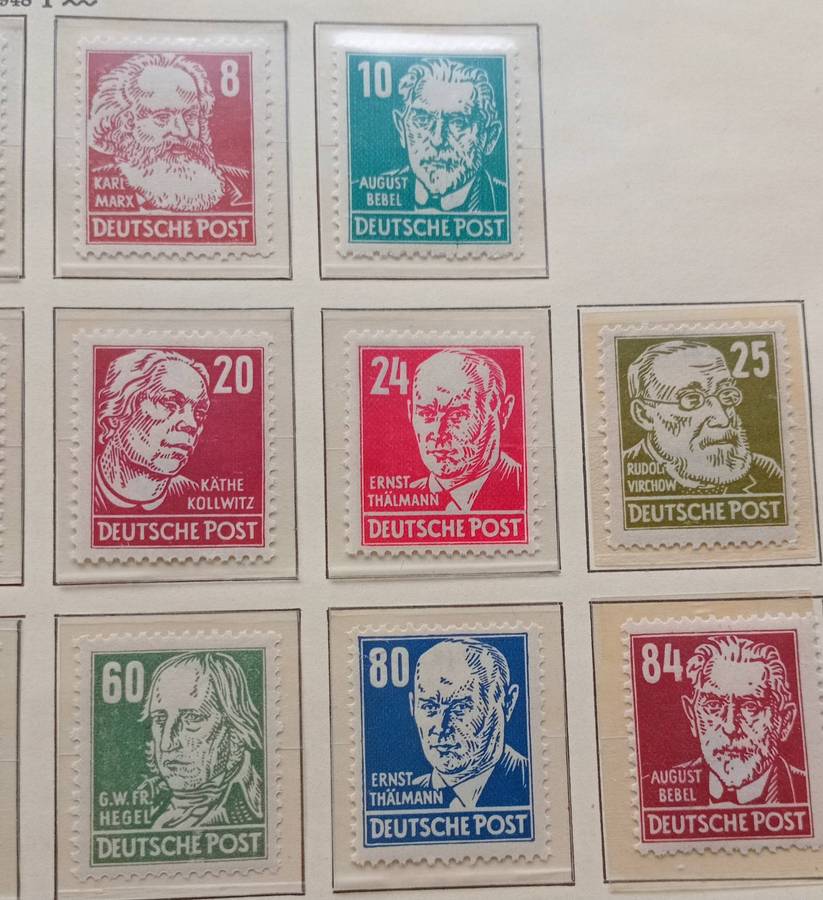 1948
8
KARL
MARX
DEUTSCHE POST
10
AUGUST
BEBEL
DEUTSCHE POST
20
KÄTHE
KOLLWITZ
DEUTSCHE POST
24
ERNST
THÄLMANN
DEUTSCHE POST
25
RUDOLF
VIRCHOW
DEUTSCHE POST
60
G.W.FR.
HEGEL
DEUTSCHE POST
80
ERNST
THÄLMANN
DEUTSCHE POST
84
AUGUST
BEBEL
DEUTSCHE POST